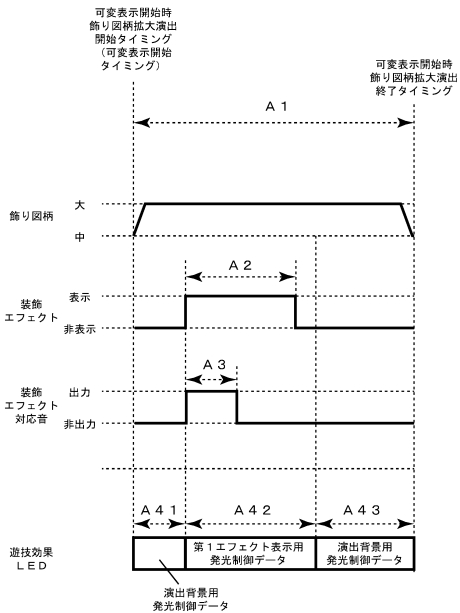 可変表示開始時
飾り図柄拡大演出
開始タイミング
（可変表示開始
タイミング）
可変表示開始時
飾り図柄拡大演出
終了タイミング
Ａ１
飾り図柄
大
中
Ａ２
装飾
エフェクト
表示
非表示
Ａ３
装飾
エフェクト
対応音
出力
非出力
Ａ４１
Ａ４２
Ａ４３
遊技効果
ＬＥＤ
第１エフェクト表示用
発光制御データ
演出背景用
発光制御データ
演出背景用
発光制御データ